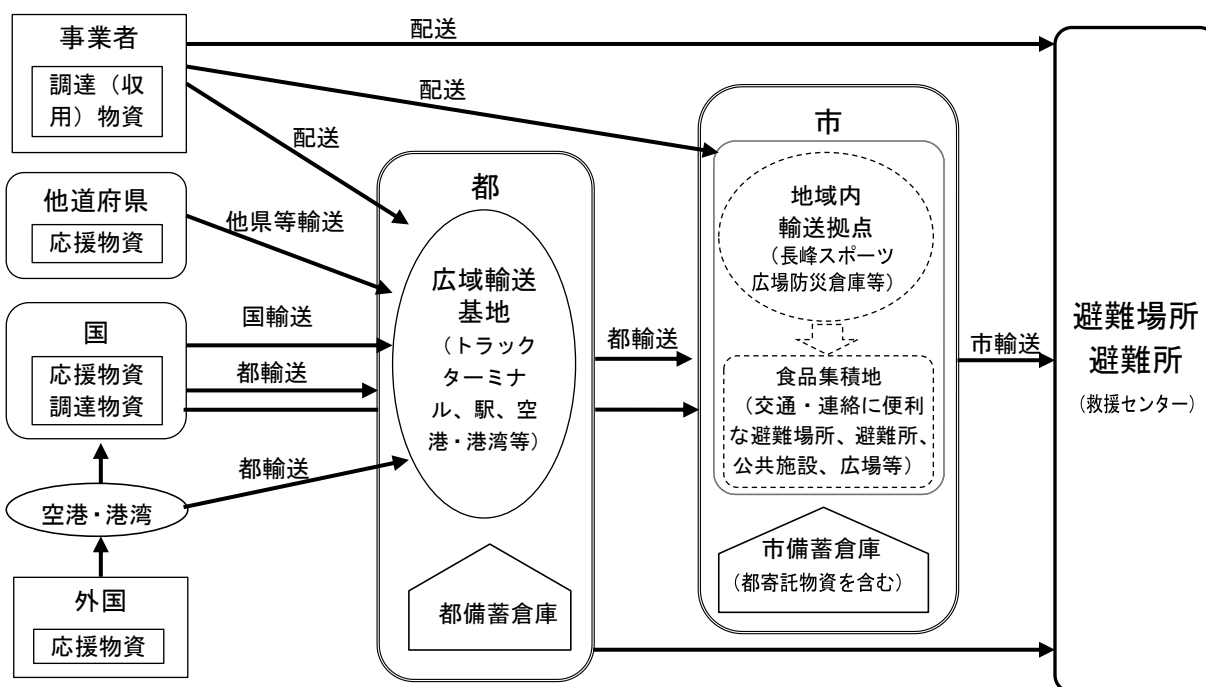 事業者
調達（収
用）物資
他道府県
応援物資
国
応援物資
調達物資
空港・港湾
外国
応援物資
配送
配送
配送
他県等輸送
国輸送
都輸送
都輸送
都
広域輸送
基地
（トラック
ターミナ
ル、駅、空
港・港湾等）
都備蓄倉庫
都輸送
市
地域内
輸送拠点
（長峰スポーツ
広場防災倉庫等）
食品集積地
（交通・連絡に便利
な避難場所、避難所、
公共施設、広場等）
市備蓄倉庫
（都寄託物資を含む）
市輸送
避難場所
避難所
（救援センター）